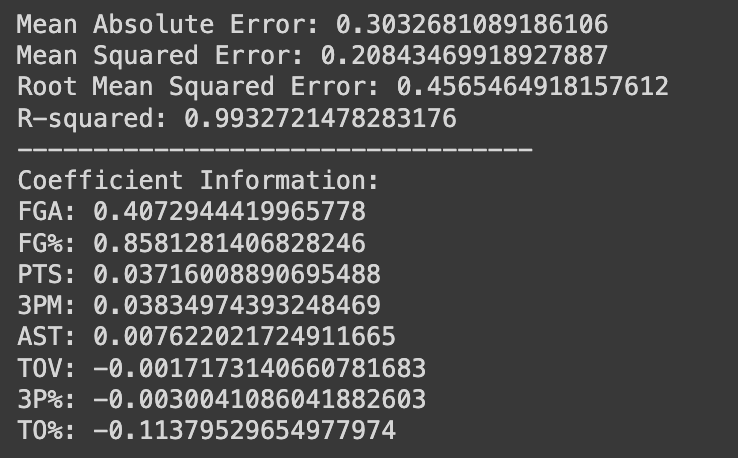 Mean Absolute Error: 0.3032681089186106
Mean Squared Error: 0.20843469918927887
Root Mean Squared Error: 0.4565464918157612
R-squared: 0.9932721478283176
----------------------------------
Coefficient Information:
FGA: 0.4072944419965778
FG%: 0.8581281406828246
PTS: 0.03716008890695488
3PM: 0.03834974393248469
AST: 0.007622021724911665
TOV: -0.0017173140660781683
3P%: -0.0030041086041882603
TO%: -0.11379529654977974